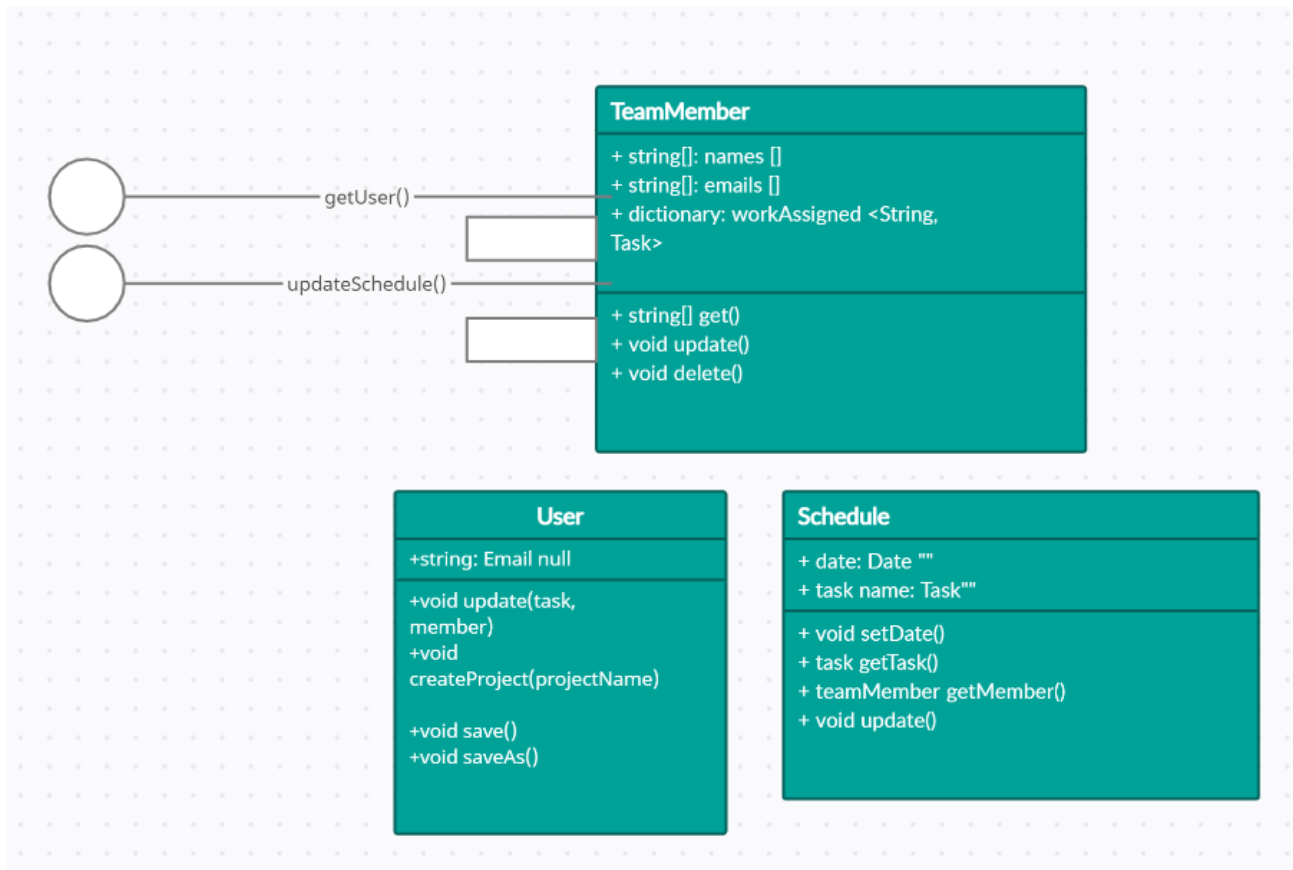 TeamMember
+ string[]: names []
+ string[]: emails []
+ dictionary: workAssigned <String,
Task>
getUser()
updateSchedule()
+ string[] get()
+ void update()
+ void delete()
User
+string: Email null
+void update(task,
member)
+void
createProject(projectName)
+void save()
+void saveAs()
Schedule
+ date: Date ""
+ task name: Task""
+ void setDate()
+ task getTask()
+ teamMember getMember()
+ void update()